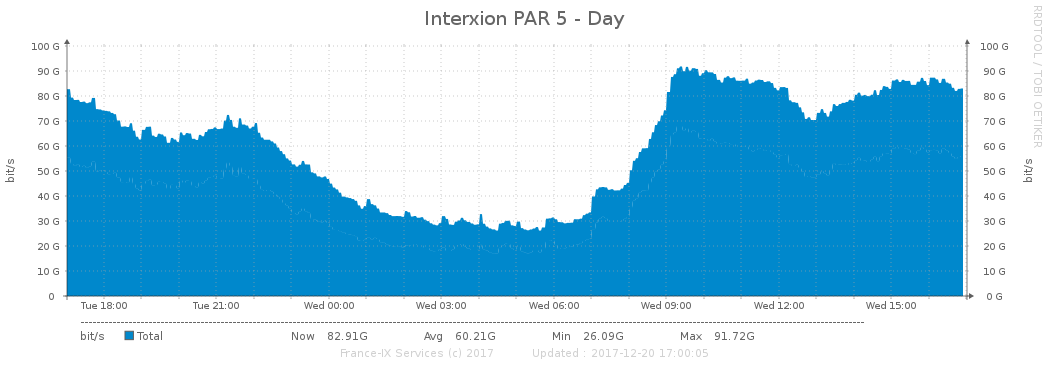 Interxion PAR 5 - Day
RRDTOOL / TOBI OETIKER
bit/s
bit/s
100 G 100 G
90 G 90 G
80 G 80 G
70 G 70 G
60 G 60 G
50 G 50 G
40 G 40 G
30 G 30 G
20 G 20 G
10 G 10 G
0 0 G
Tue 18:00 Tue 21:00 Wed 00:00 Wed 03:00 Wed 06:00 Wed 09:00 Wed 12:00 Wed 15:00
bit/s Total Now 82.91G Avg 60.21G Min 26.09G Max 91.72G
France-IX Services (c) 2017 Updated : 2017-12-20 17:00:05